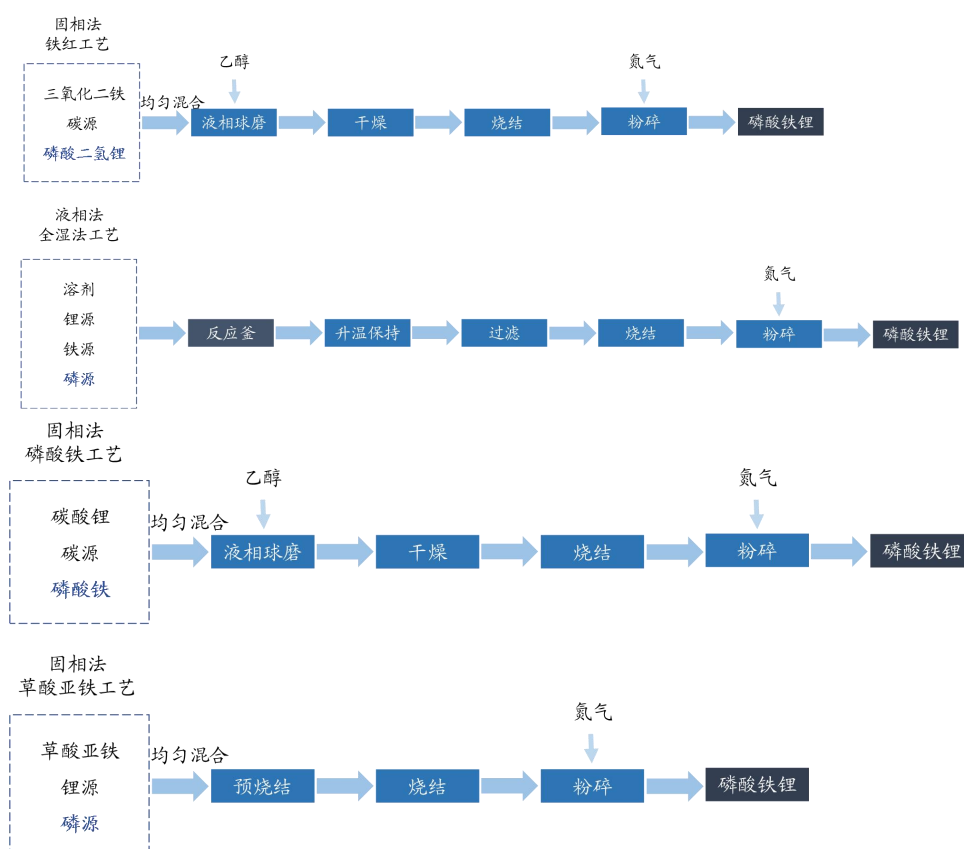 固相法
铁红工艺
三氧化二铁
碳源
磷酸二氢锂
均匀混合
乙醇
液相球磨
干燥
烧结
氮气
粉碎
磷酸铁锂
液相法
全湿法工艺
溶剂
锂源
铁源
磷源
反应釜
升温保持
过滤
烧结
氮气
粉碎
磷酸铁锂
固相法
磷酸铁工艺
碳酸锂
碳源
磷酸铁
均匀混合
乙醇
液相球磨
干燥
烧结
氮气
粉碎
磷酸铁锂
固相法
草酸亚铁工艺
草酸亚铁
锂源
磷源
均匀混合
预烧结
烧结
氮气
粉碎
磷酸铁锂